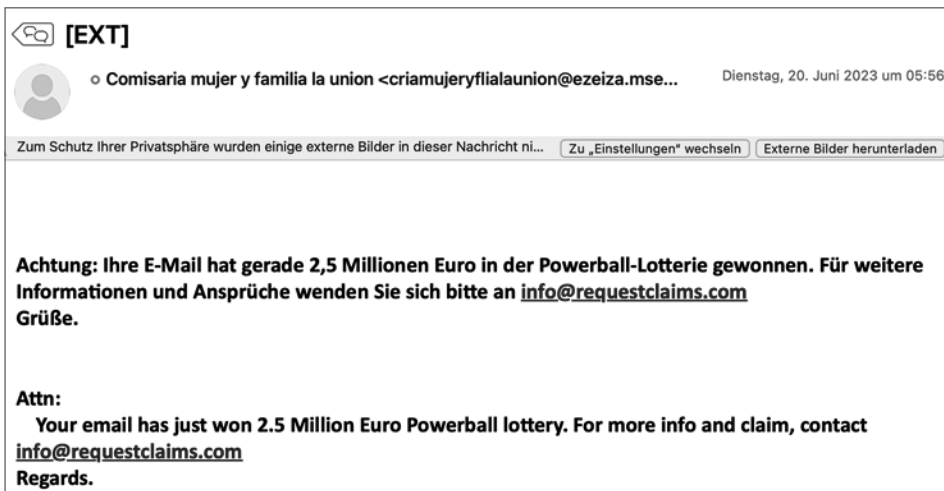 [EXT]
Comisaria mujer y familia la union <criamujeryflialaunion@ezeiza.mse...
Dienstag, 20. Juni 2023 um 05:56
Zum Schutz Ihrer Privatsphäre wurden einige externe Bilder in dieser Nachricht ni...
Zu „Einstellungen" wechseln
Externe Bilder herunterladen
Achtung: Ihre E-Mail hat gerade 2,5 Millionen Euro in der Powerball-Lotterie gewonnen. Für weitere
Informationen und Ansprüche wenden Sie sich bitte an info@requestclaims.com
Grüße.
Attn:
Your email has just won 2.5 Million Euro Powerball lottery. For more info and claim, contact
info@requestclaims.com
Regards.